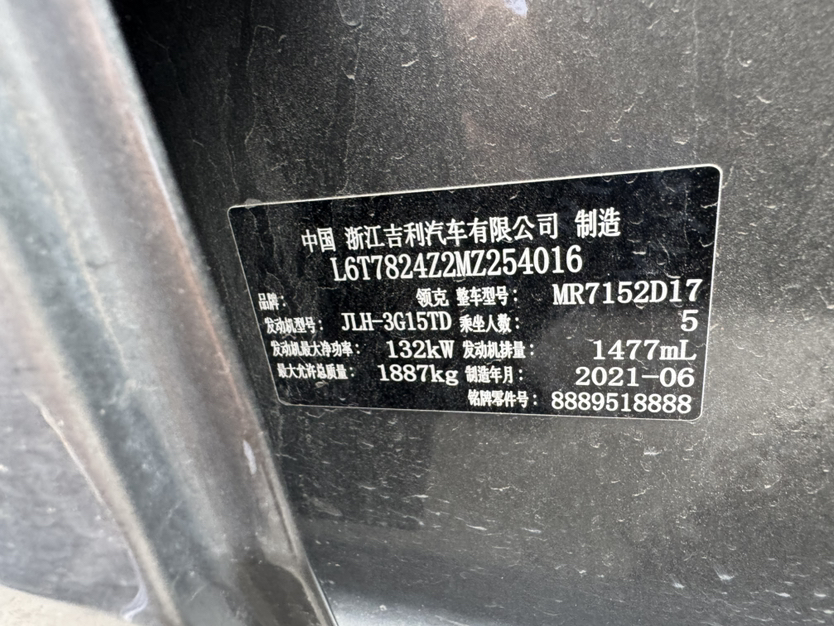 中国 浙江吉利汽车有限公司 制造
L6T7824Z2MZ254016
品牌： 领克 整车型号： MR7152D17
发动机型号： JLH-3G15TD 乘坐人数： 5
发动机最大净功率： 132kW 发动机排量： 1477mL
最大允许总质量： 1887kg 制造年月： 2021-06
铭牌零件号： 8889518888